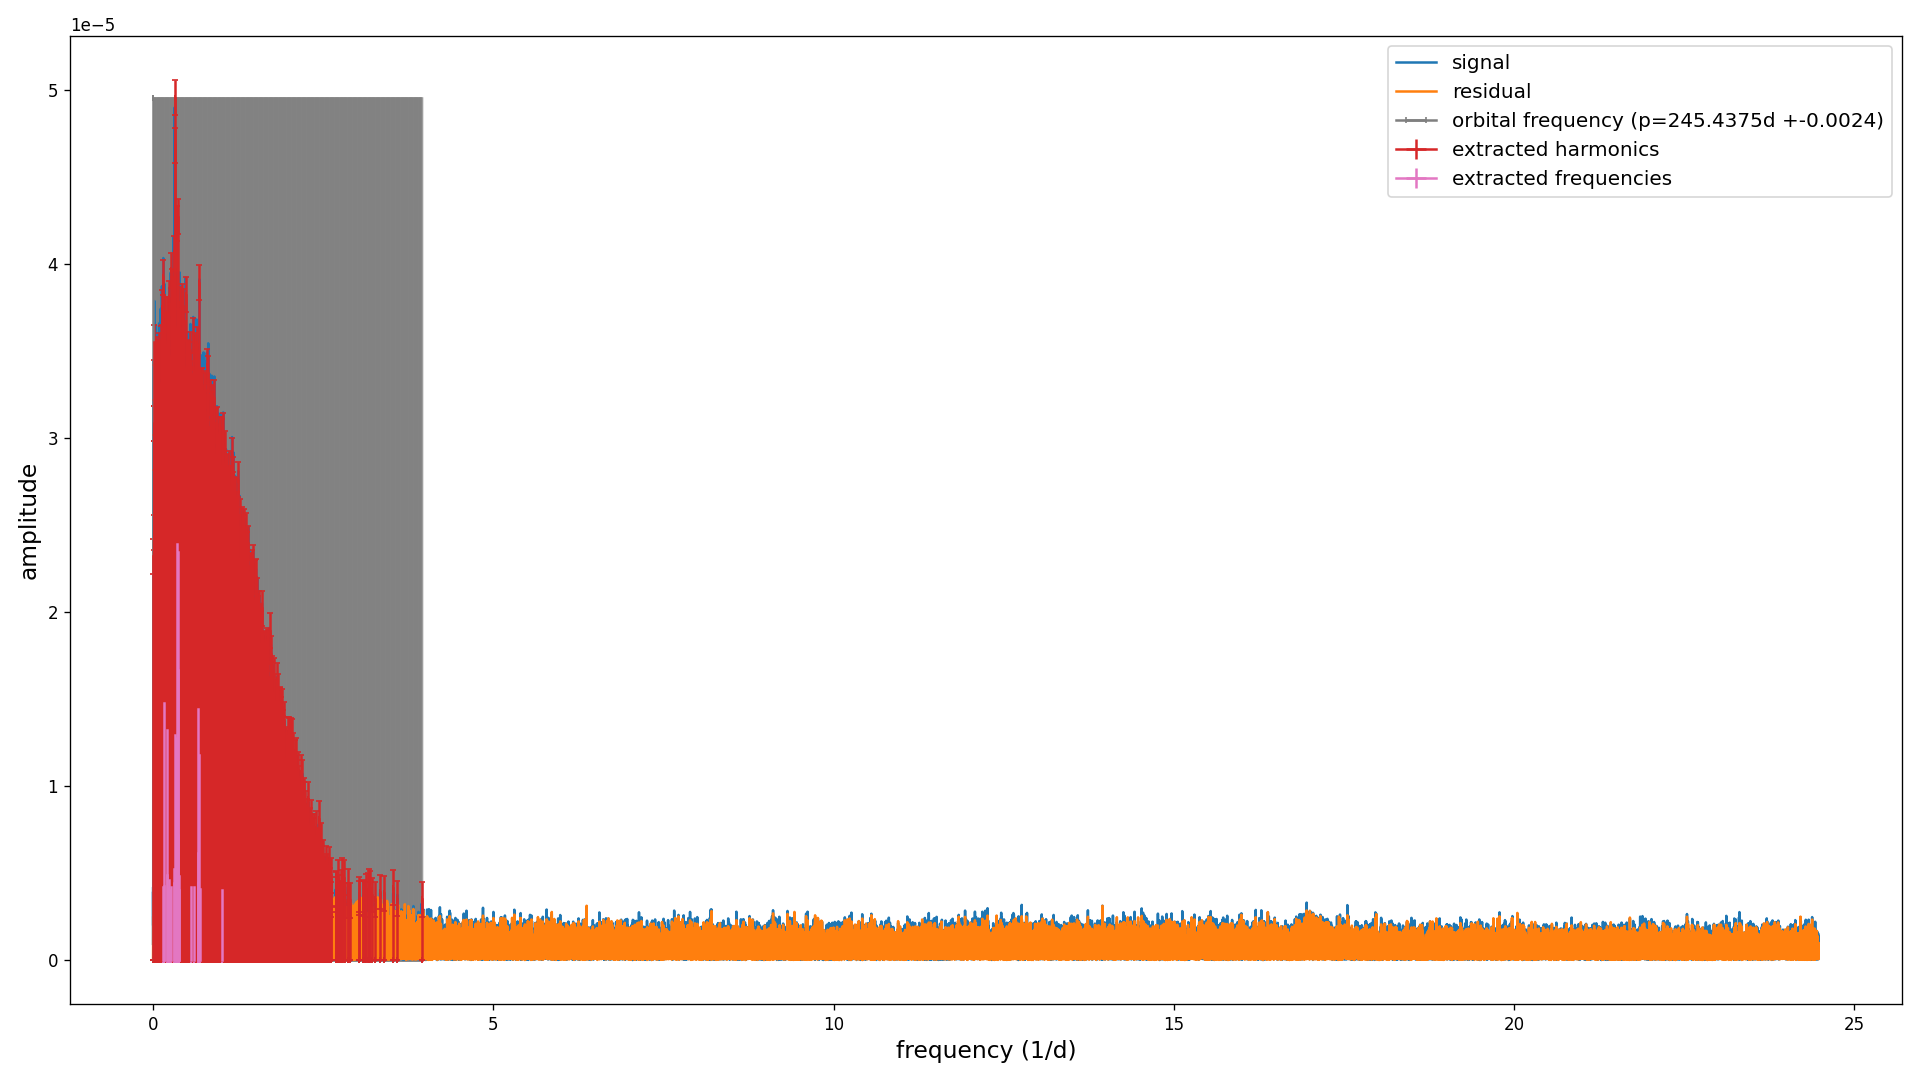 1e−5
5
4
3
2
1
0
amplitude
signal
residual
orbital frequency (p=245.4375d +-0.0024)
extracted harmonics
extracted frequencies
0 5 10 15 20 25
frequency (1/d)